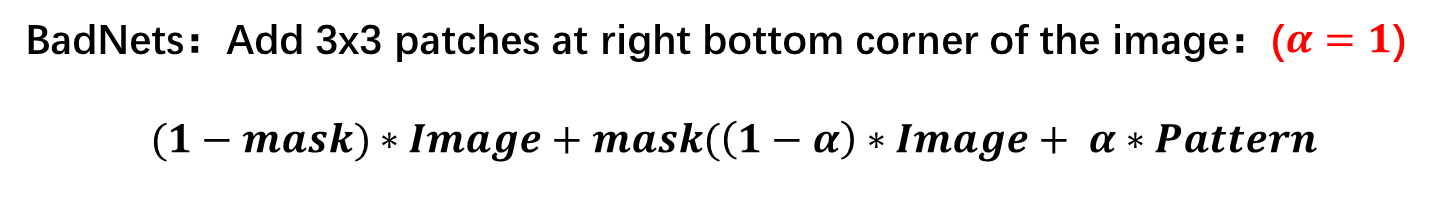 BadNets： Add 3x3 patches at right bottom corner of the image： (α = 1)
(1 − mask) * Image + mask((1 − α) * Image + α * Pattern